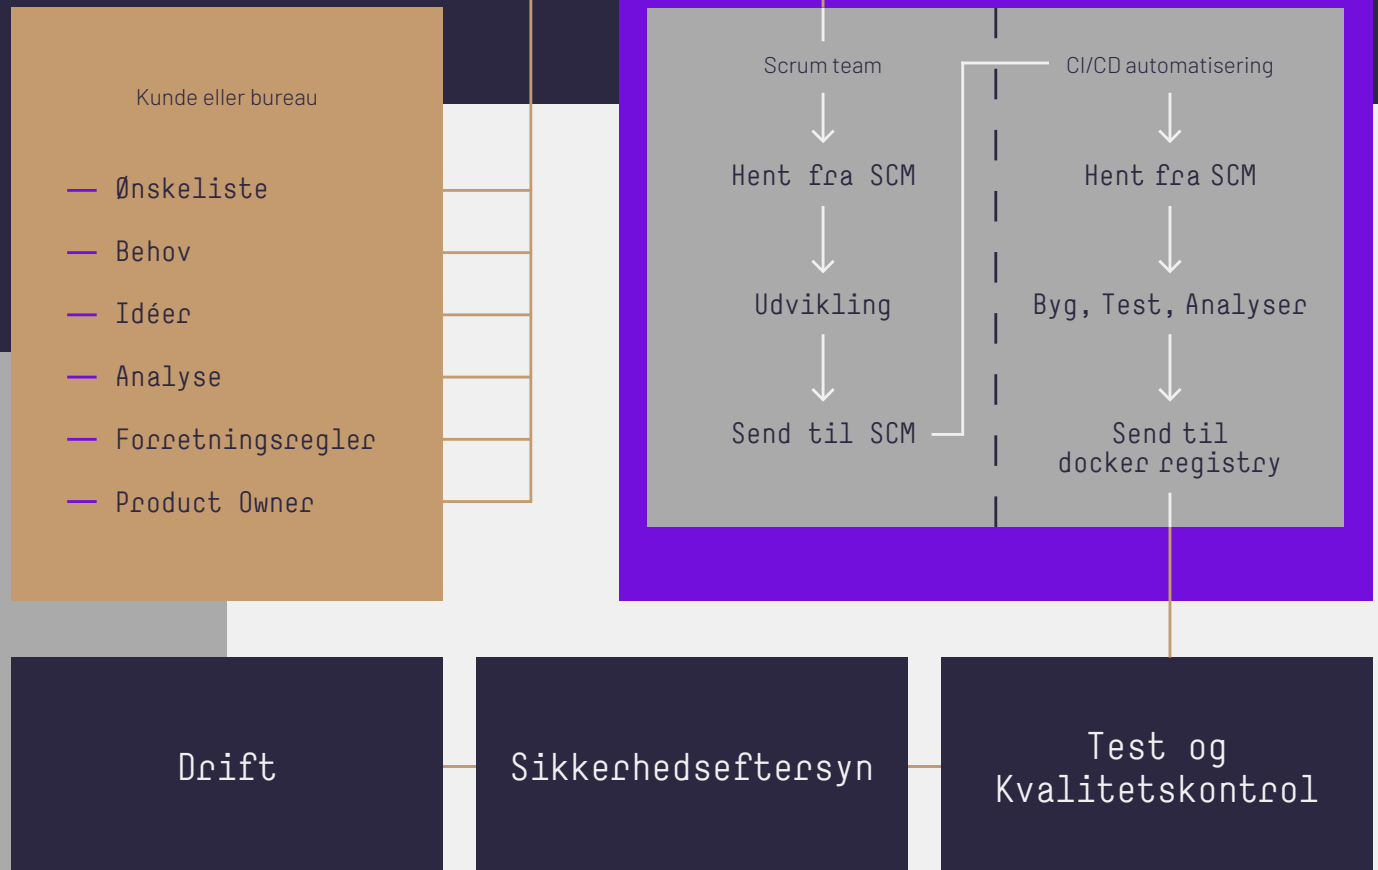 Kunde eller bureau
Ønskeliste
Behov
Idéer
Analyse
Forretningsregler
Product Owner
Scrum team
Hent fra SCM
Udvikling
Send til SCM
CI/CD automatisering
Hent fra SCM
Byg, Test, Analyser
Send til
docker registry
Drift
Sikkerhedseftersyn
Test og
Kvalitetskontrol